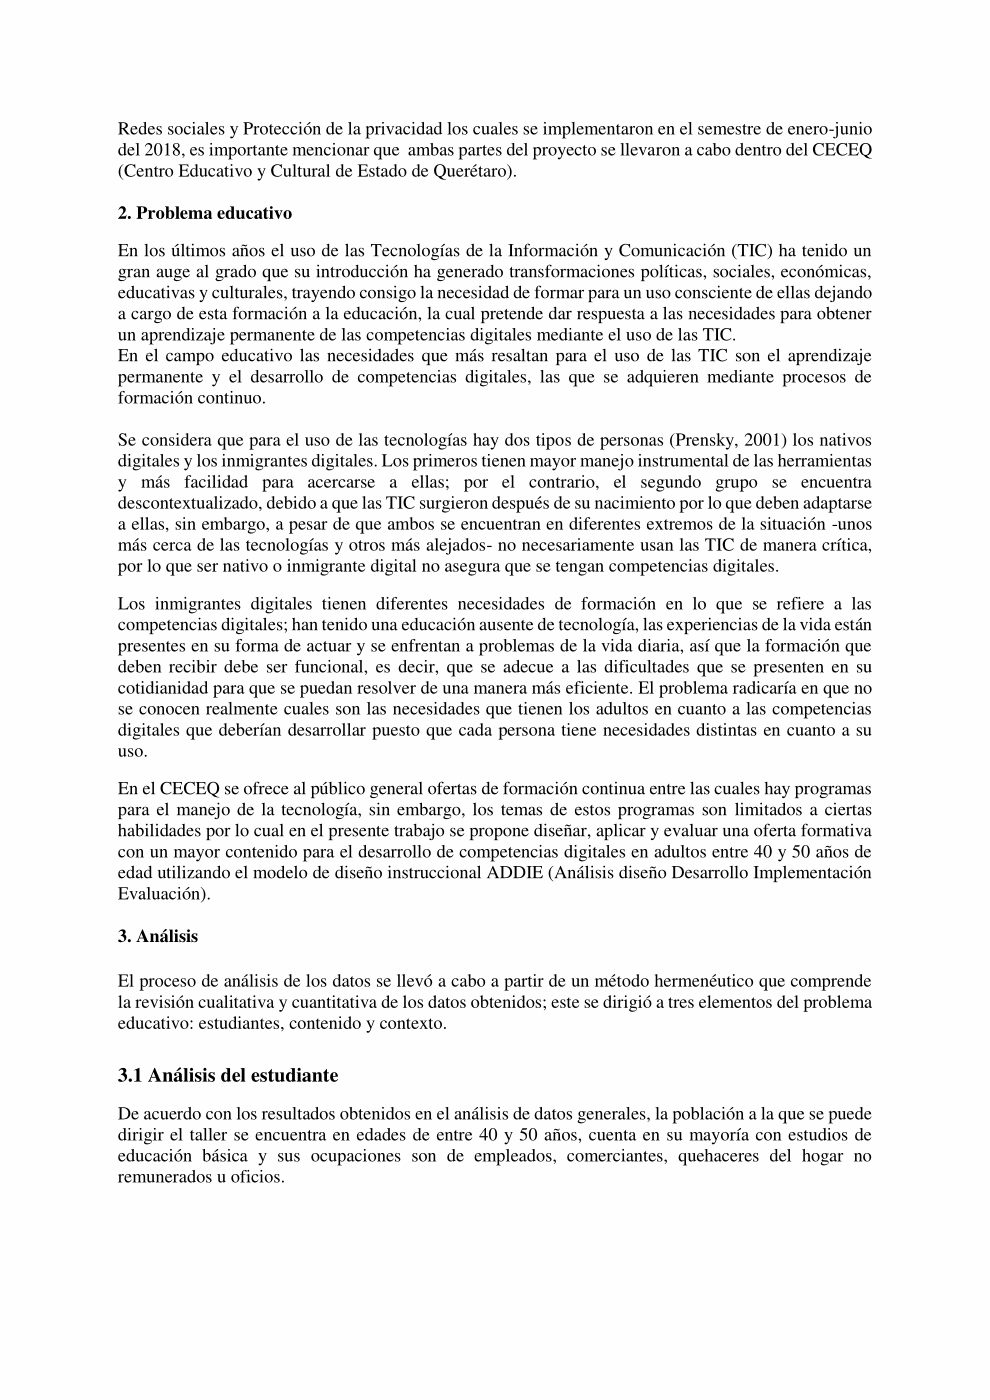 Redes sociales y Protección de la privacidad los cuales se implementaron en el semestre de enero-junio
del 2018, es importante mencionar que  ambas partes del proyecto se llevaron a cabo dentro del CECEQ
(Centro Educativo y Cultural de Estado de Querétaro).
2. Problema educativo
En los últimos años el uso de las Tecnologías de la Información y Comunicación (TIC) ha tenido un
gran auge al grado que su introducción ha generado transformaciones políticas, sociales, económicas,
educativas y culturales, trayendo consigo la necesidad de formar para un uso consciente de ellas dejando
a cargo de esta formación a la educación, la cual pretende dar respuesta a las necesidades para obtener
un aprendizaje permanente de las competencias digitales mediante el uso de las TIC.
En el campo educativo las necesidades que más resaltan para el uso de las TIC son el aprendizaje
permanente y el desarrollo de competencias digitales, las que se adquieren mediante procesos de
formación continuo.
Se considera que para el uso de las tecnologías hay dos tipos de personas (Prensky, 2001) los nativos
digitales y los inmigrantes digitales. Los primeros tienen mayor manejo instrumental de las herramientas
y más facilidad para acercarse a ellas; por el contrario, el segundo grupo se encuentra
descontextualizado, debido a que las TIC surgieron después de su nacimiento por lo que deben adaptarse
a ellas, sin embargo, a pesar de que ambos se encuentran en diferentes extremos de la situación -unos
más cerca de las tecnologías y otros más alejados- no necesariamente usan las TIC de manera crítica,
por lo que ser nativo o inmigrante digital no asegura que se tengan competencias digitales.
Los inmigrantes digitales tienen diferentes necesidades de formación en lo que se refiere a las
competencias digitales; han tenido una educación ausente de tecnología, las experiencias de la vida están
presentes en su forma de actuar y se enfrentan a problemas de la vida diaria, así que la formación que
deben recibir debe ser funcional, es decir, que se adecue a las dificultades que se presenten en su
cotidianidad para que se puedan resolver de una manera más eficiente. El problema radicaría en que no
se conocen realmente cuales son las necesidades que tienen los adultos en cuanto a las competencias
digitales que deberían desarrollar puesto que cada persona tiene necesidades distintas en cuanto a su
uso.
En el CECEQ se ofrece al público general ofertas de formación continua entre las cuales hay programas
para el manejo de la tecnología, sin embargo, los temas de estos programas son limitados a ciertas
habilidades por lo cual en el presente trabajo se propone diseñar, aplicar y evaluar una oferta formativa
con un mayor contenido para el desarrollo de competencias digitales en adultos entre 40 y 50 años de
edad utilizando el modelo de diseño instruccional ADDIE (Análisis diseño Desarrollo Implementación
Evaluación).
3. Análisis
El proceso de análisis de los datos se llevó a cabo a partir de un método hermenéutico que comprende
la revisión cualitativa y cuantitativa de los datos obtenidos; este se dirigió a tres elementos del problema
educativo: estudiantes, contenido y contexto.
3.1 Análisis del estudiante
De acuerdo con los resultados obtenidos en el análisis de datos generales, la población a la que se puede
dirigir el taller se encuentra en edades de entre 40 y 50 años, cuenta en su mayoría con estudios de
educación básica y sus ocupaciones son de empleados, comerciantes, quehaceres del hogar no
remunerados u oficios.